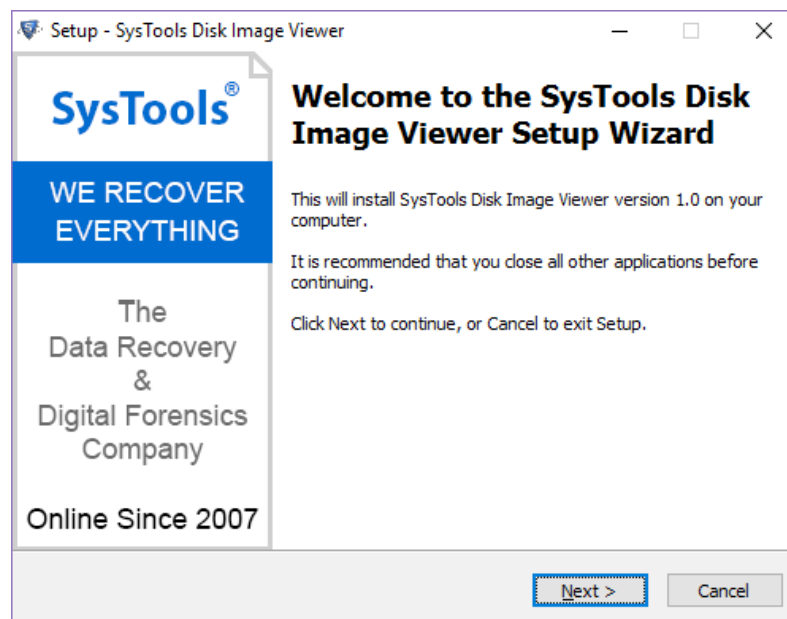 Setup - SysTools Disk Image Viewer
SysTools®
WE RECOVER
EVERYTHING
The
Data Recovery
&
Digital Forensics
Company
Online Since 2007
Welcome to the SysTools Disk
Image Viewer Setup Wizard
This will install SysTools Disk Image Viewer version 1.0 on your
computer.
It is recommended that you close all other applications before
continuing.
Click Next to continue, or Cancel to exit Setup.
Next >
Cancel